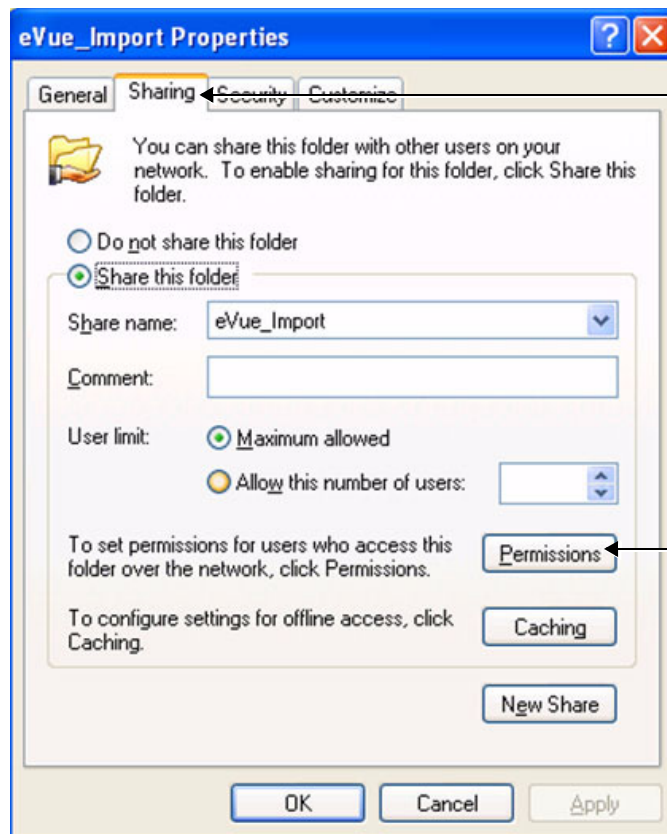 eVue_Import Properties
General Sharing Security Customize
You can share this folder with other users on your
network. To enable sharing for this folder, click Share this
folder.
Do not share this folder
Share this folder
Share name: eVue_Import
Comment:
User limit: Maximum allowed
Allow this number of users:
To set permissions for users who access this
folder over the network, click Permissions.
Permissions
To configure settings for offline access, click
Caching.
Caching
New Share
OK Cancel Apply